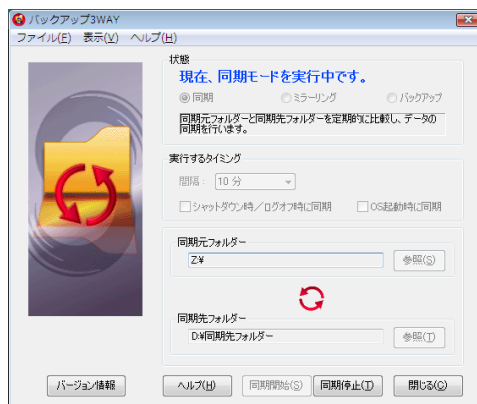 バックアップ3WAY
ファイル(F) 表示(V) ヘルプ(H)
状態
現在、同期モードを実行中です。
同期 ミラーリング バックアップ
同期元フォルダーと同期先フォルダーを定期的に比較し、データの
同期を行います。
実行するタイミング
間隔： 10 分
シャットダウン時／ログオフ時に同期 OS起動時に同期
同期元フォルダー
Z:¥ 参照(S)
同期先フォルダー
D:¥同期先フォルダー 参照(T)
バージョン情報 ヘルプ(H) 同期開始(S) 同期停止(T) 閉じる(C)